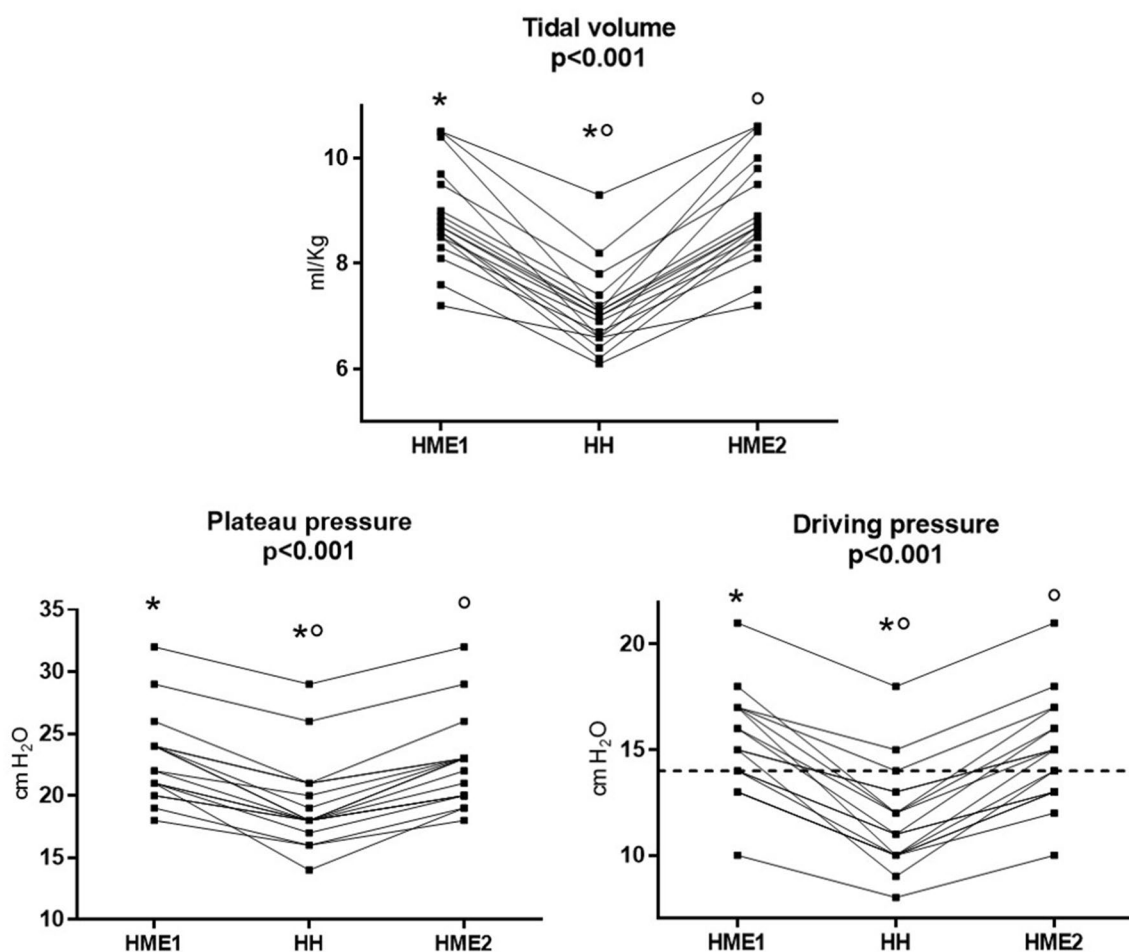 Tidal volume
p<0.001
*
*○
○
ml/Kg
10
8
6
HME1 HH HME2
Plateau pressure
p<0.001
*
*○
○
cm H₂O
35
30
25
20
15
10
HME1 HH HME2
Driving pressure
p<0.001
*
*○
○
cm H₂O
20
15
10
HME1 HH HME2